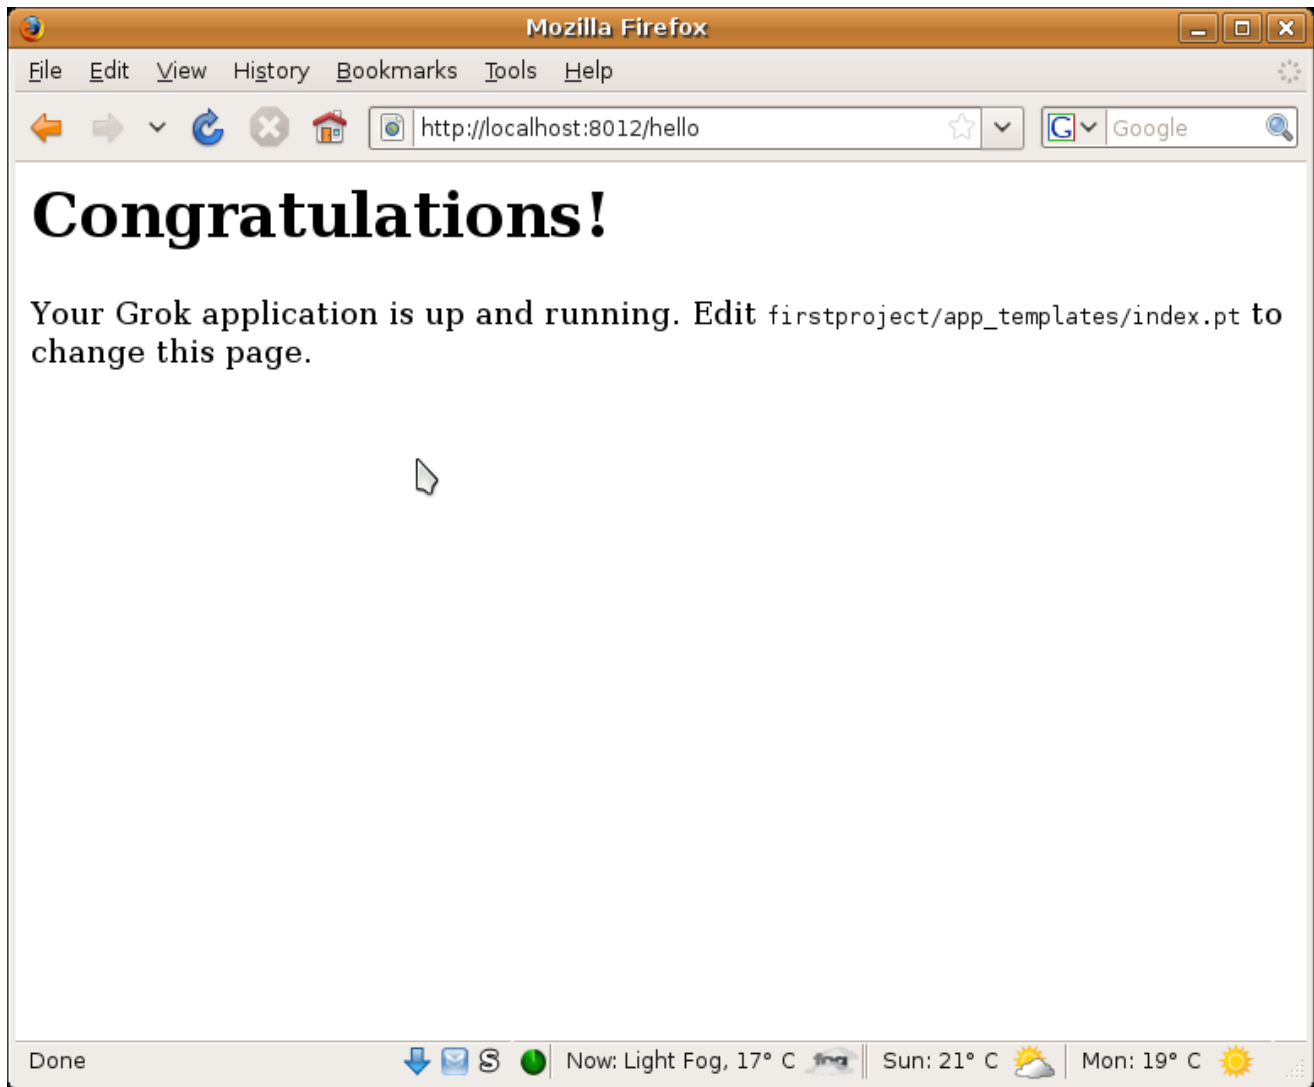 Mozilla Firefox
File Edit View History Bookmarks Tools Help
http://localhost:8012/hello
G Google
Congratulations!
Your Grok application is up and running. Edit firstproject/app_templates/index.pt to
change this page.
Done S Now: Light Fog, 17° C fog Sun: 21° C Mon: 19° C